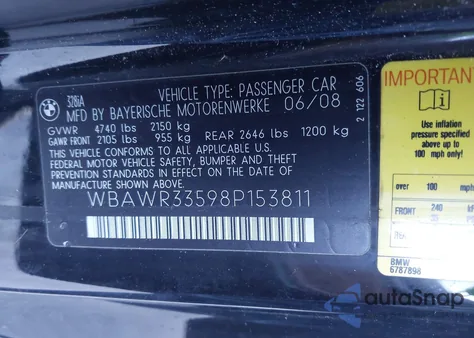 BMW
328iA
VEHICLE TYPE: PASSENGER CAR
MFD BY BAYERISCHE MOTORENWERKE 06/08
GVWR 4740 lbs 2150 kg
GAWR FRONT 2105 lbs 955 kg REAR 2646 lbs 1200 kg
THIS VEHICLE CONFORMS TO ALL APPLICABLE U.S.
FEDERAL MOTOR VEHICLE SAFETY, BUMPER AND THEFT
PREVENTION STANDARDS IN EFFECT ON THE DATE OF
MANUFACTURE SHOWN ABOVE.
WBAWR33598P153811
2 122 606
IMPORTANT
Use inflation
pressure specified
above for up to
100 mph only!
over 100 mph
FRONT 240
BMW
6787898
autoSnap